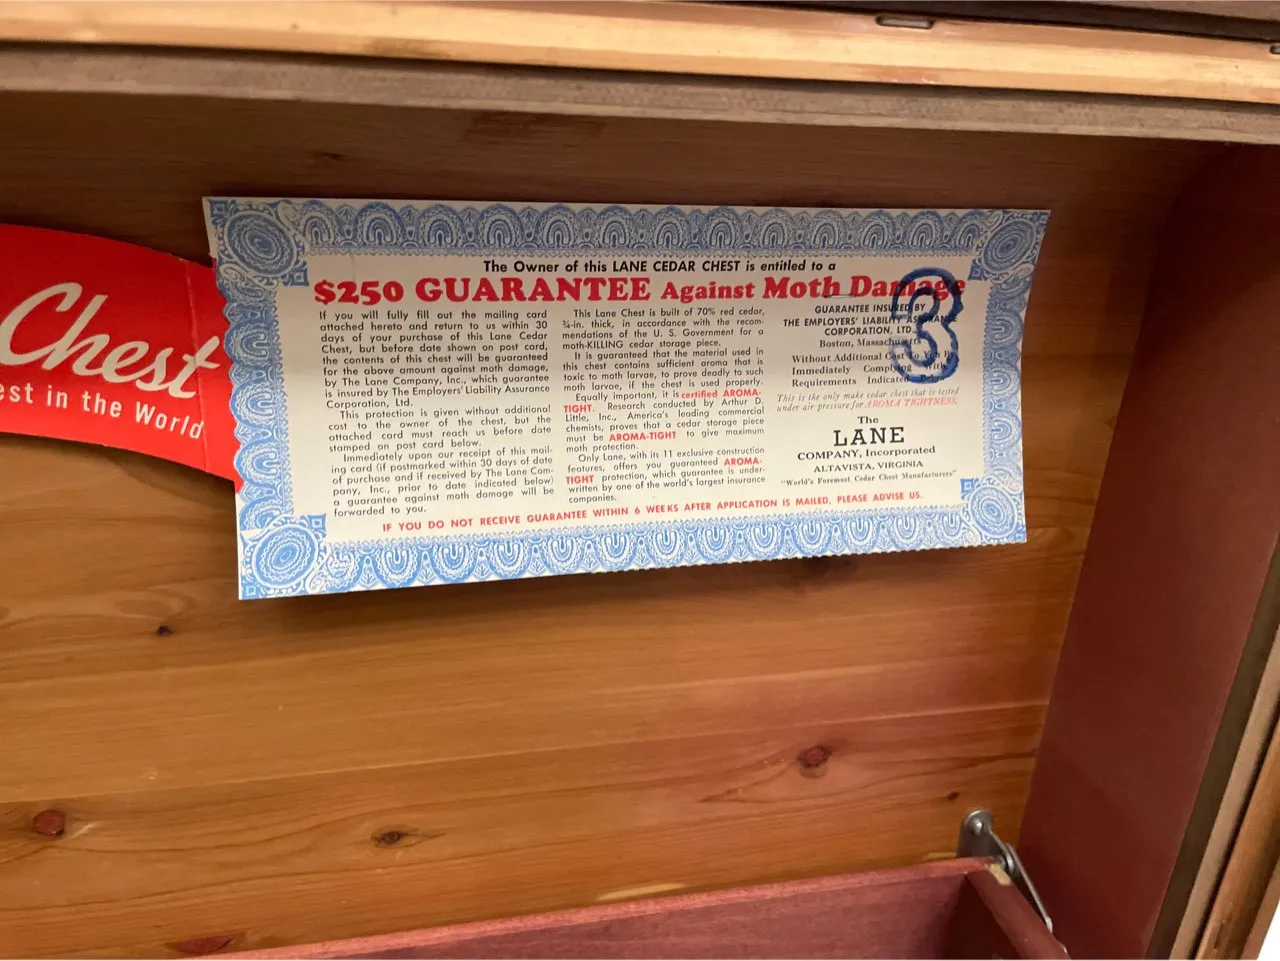 Chest
est in the World
The Owner of this LANE CEDAR CHEST is entitled to a
$250 GUARANTEE Against Moth Damage
If you will fully fill out the mailing card
attached hereto and return to us within 30
days of your purchase of this Lane Cedar
Chest, but before date shown on post card,
the contents of this chest will be guaranteed
for the above amount against moth damage,
by The Lane Company, Inc., which guarantee
is insured by The Employers' Liability Assurance
Corporation, Ltd.
This protection is given without additional
cost to the owner of the chest, but the
attached card must reach us before date
stamped on post card below.
Immediately upon our receipt of this mail-
ing card (if postmarked within 30 days of date
of purchase and if received by The Lane Com-
pany, Inc., prior to date indicated below)
a guarantee against moth damage will be
forwarded to you.
This Lane Chest is built of 70% red cedar,
¾-in. thick, in accordance with the recom-
mendations of the U. S. Government for a
moth-KILLING cedar storage piece.
It is guaranteed that the material used in
this chest contains sufficient aroma that is
toxic to moth larvae, to prove deadly to such
moth larvae, if the chest is used properly.
Equally important, it is certified AROMA-
TIGHT. Research conducted by Arthur D.
Little, Inc., America's leading commercial
chemists, proves that a cedar storage piece
must be AROMA-TIGHT to give maximum
moth protection.
Only Lane, with its 11 exclusive construction
features, offers you guaranteed AROMA-
TIGHT protection, which guarantee is under-
written by one of the world's largest insurance
companies.
GUARANTEE INSURED BY
THE EMPLOYERS' LIABILITY ASSURANCE
CORPORATION, LTD.
Boston, Massachusetts
Without Additional Cost To You By
Immediately Complying With
Requirements Indicated Below
This is the only make cedar chest that is tested
under air pressure for AROMA TIGHTNESS.
The
LANE
COMPANY, Incorporated
ALTAVISTA, VIRGINIA
"World's Foremost Cedar Chest Manufacturers"
3
IF YOU DO NOT RECEIVE GUARANTEE WITHIN 6 WEEKS AFTER APPLICATION IS MAILED, PLEASE ADVISE US.